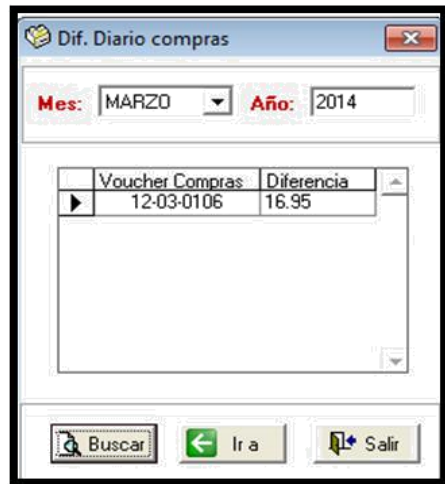 Dif. Diario compras
Mes: MARZO Año: 2014
Voucher Compras Diferencia
12-03-0106 16.95
Buscar Ir a Salir